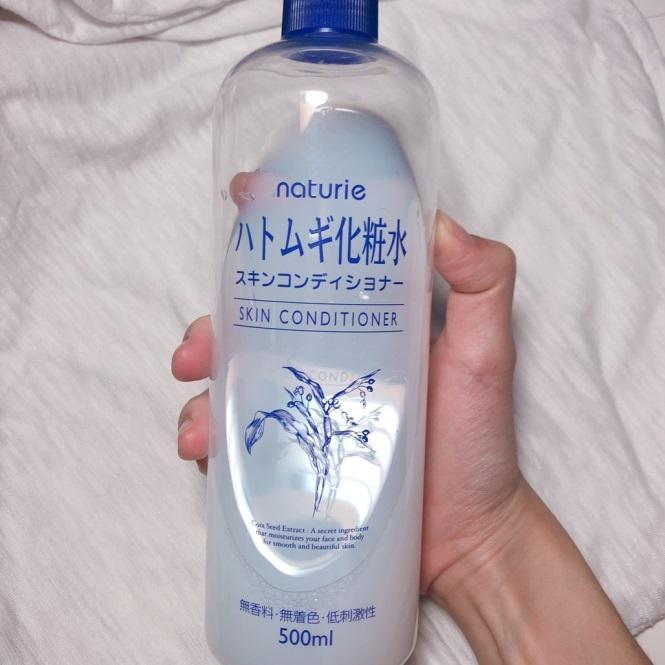 naturie
ハトムギ化粧水
スキンコンディショナー
SKIN CONDITIONER
CONDI
Coix Seed Extract : A secret ingredient
that moisturizes your face and body
for smooth and beautiful skin.
無香料・無着色・低刺激性
500ml